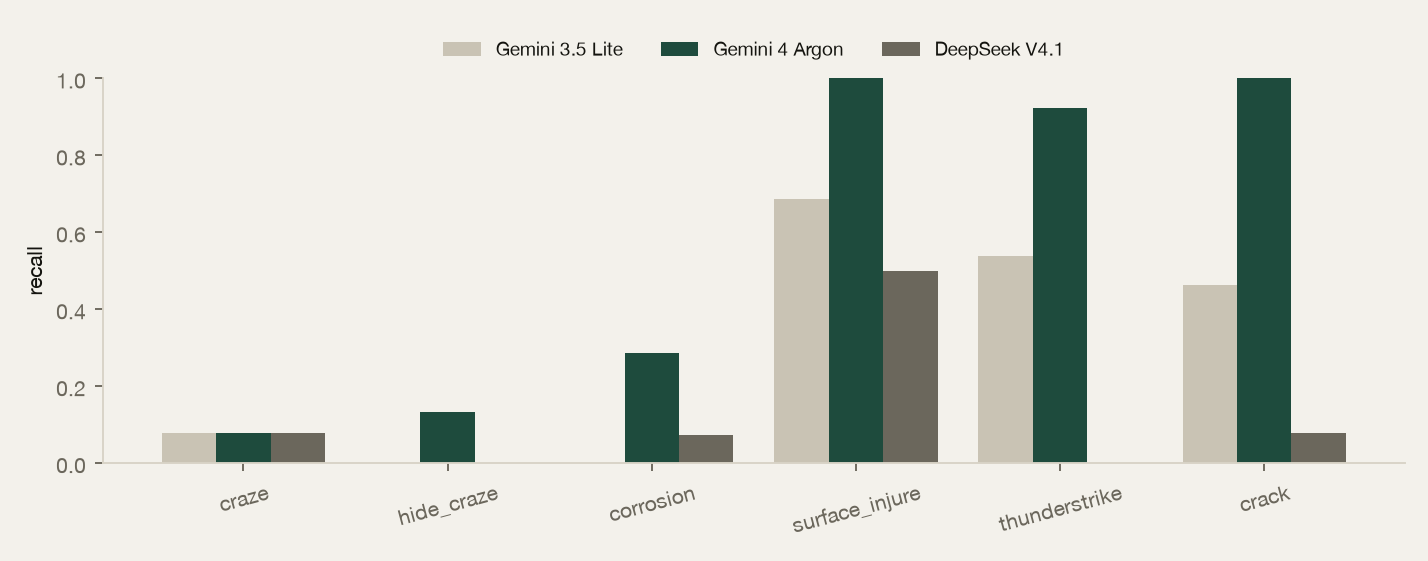 Gemini 3.5 Lite Gemini 4 Argon DeepSeek V4.1
1.0
0.8
0.6
0.4
0.2
0.0
recall
craze hide_craze corrosion surface_injure thunderstrike crack